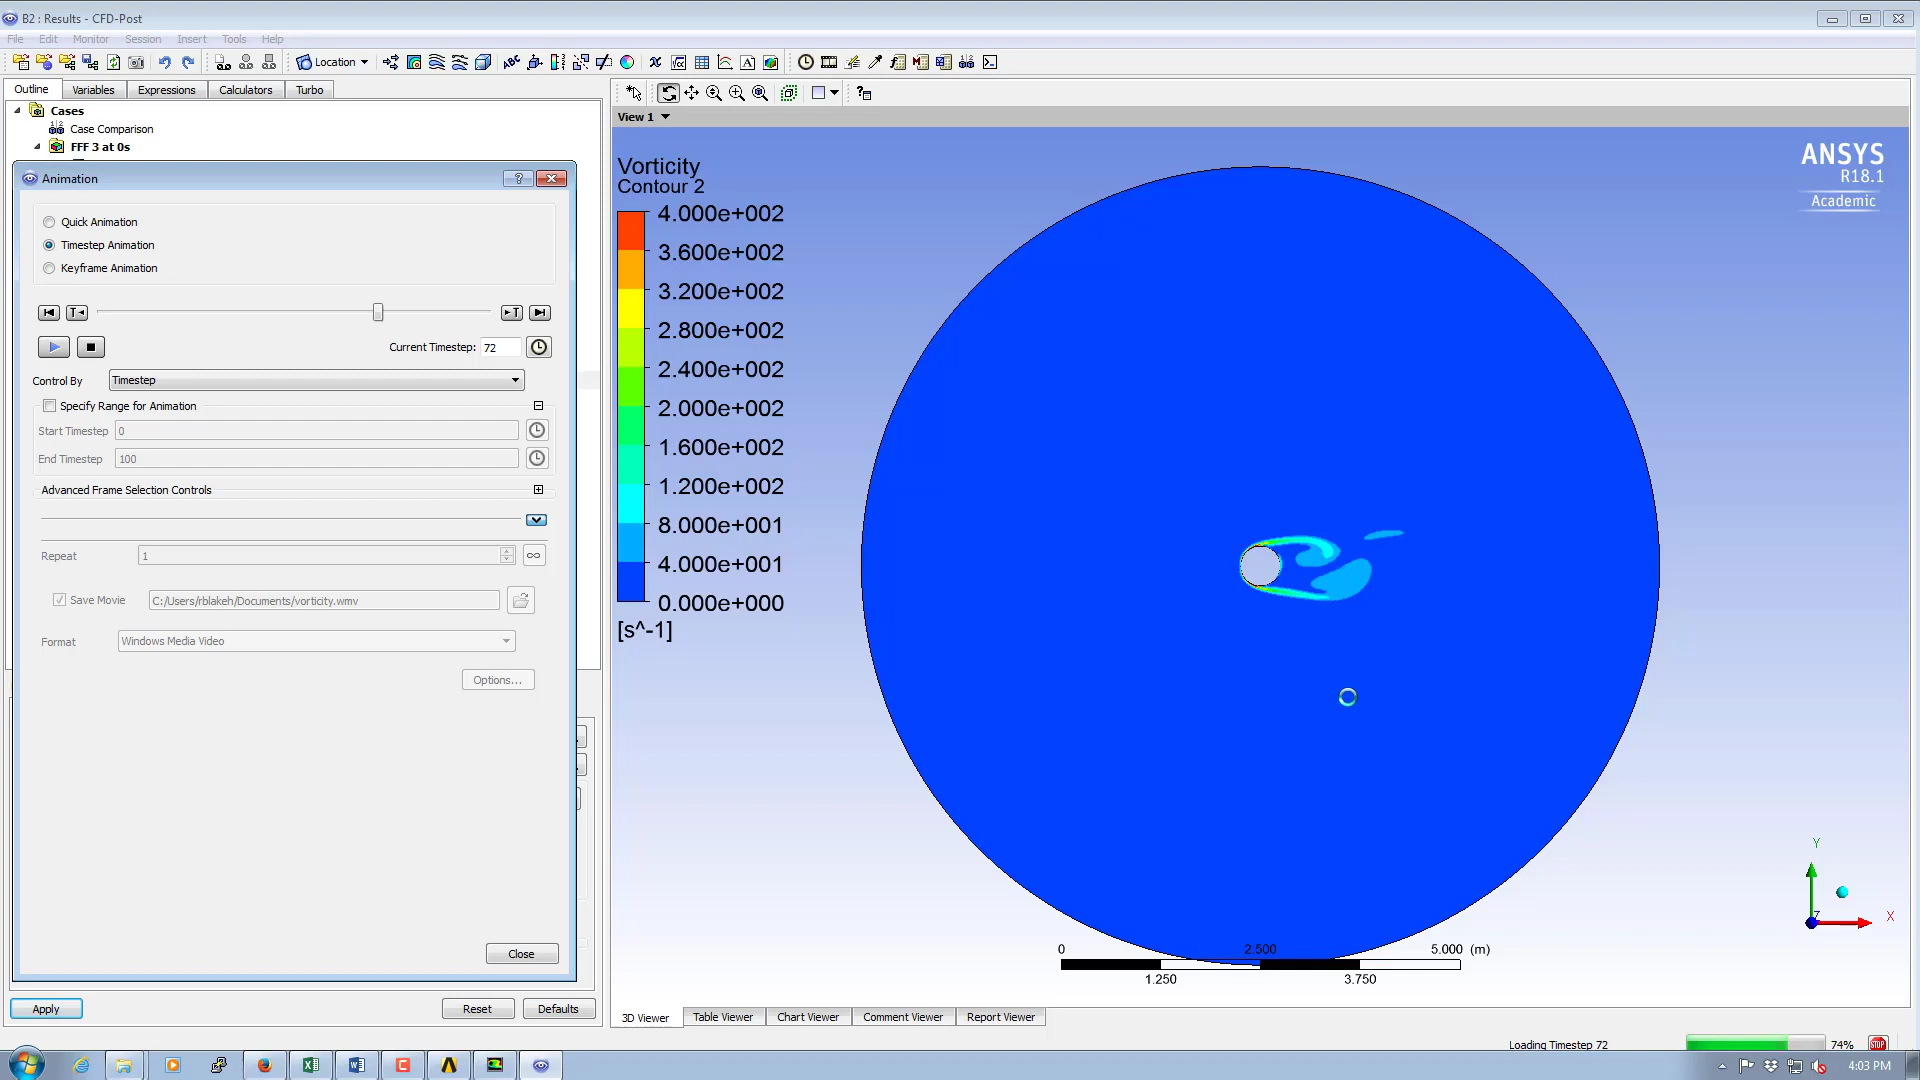 B2 : Results - CFD-Post
File Edit Monitor Session Insert Tools Help
Location
Outline Variables Expressions Calculators Turbo
Cases
Case Comparison
FFF 3 at 0s
Animation
Quick Animation
Timestep Animation
Keyframe Animation
Current Timestep: 72
Control By Timestep
Specify Range for Animation
Start Timestep 0
End Timestep 100
Advanced Frame Selection Controls
Repeat 1
Save Movie C:/Users/rblakeh/Documents/vorticity.wmv
Format Windows Media Video
Options...
Close
Apply Reset Defaults
View 1
Vorticity
Contour 2
4.000e+002
3.600e+002
3.200e+002
2.800e+002
2.400e+002
2.000e+002
1.600e+002
1.200e+002
8.000e+001
4.000e+001
0.000e+000
[s^-1]
ANSYS
R18.1
Academic
Y
Z
X
0 2.500 5.000 (m)
1.250 3.750
3D Viewer Table Viewer Chart Viewer Comment Viewer Report Viewer
Loading Timestep 72 74% STOP
4:03 PM